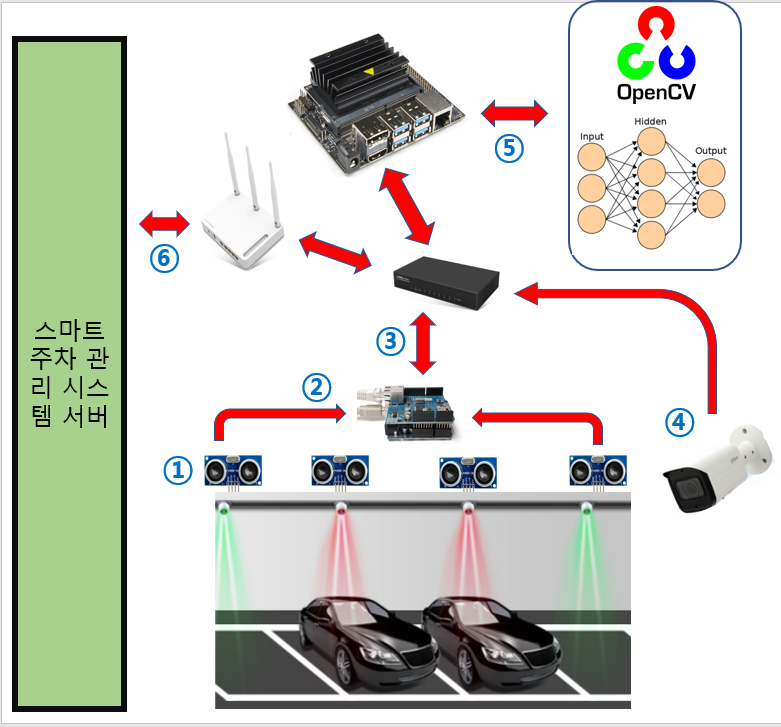 OpenCV
Input
Hidden
Output
⑤
⑥
스마트
주차 관
리 시스
템 서버
③
②
④
①